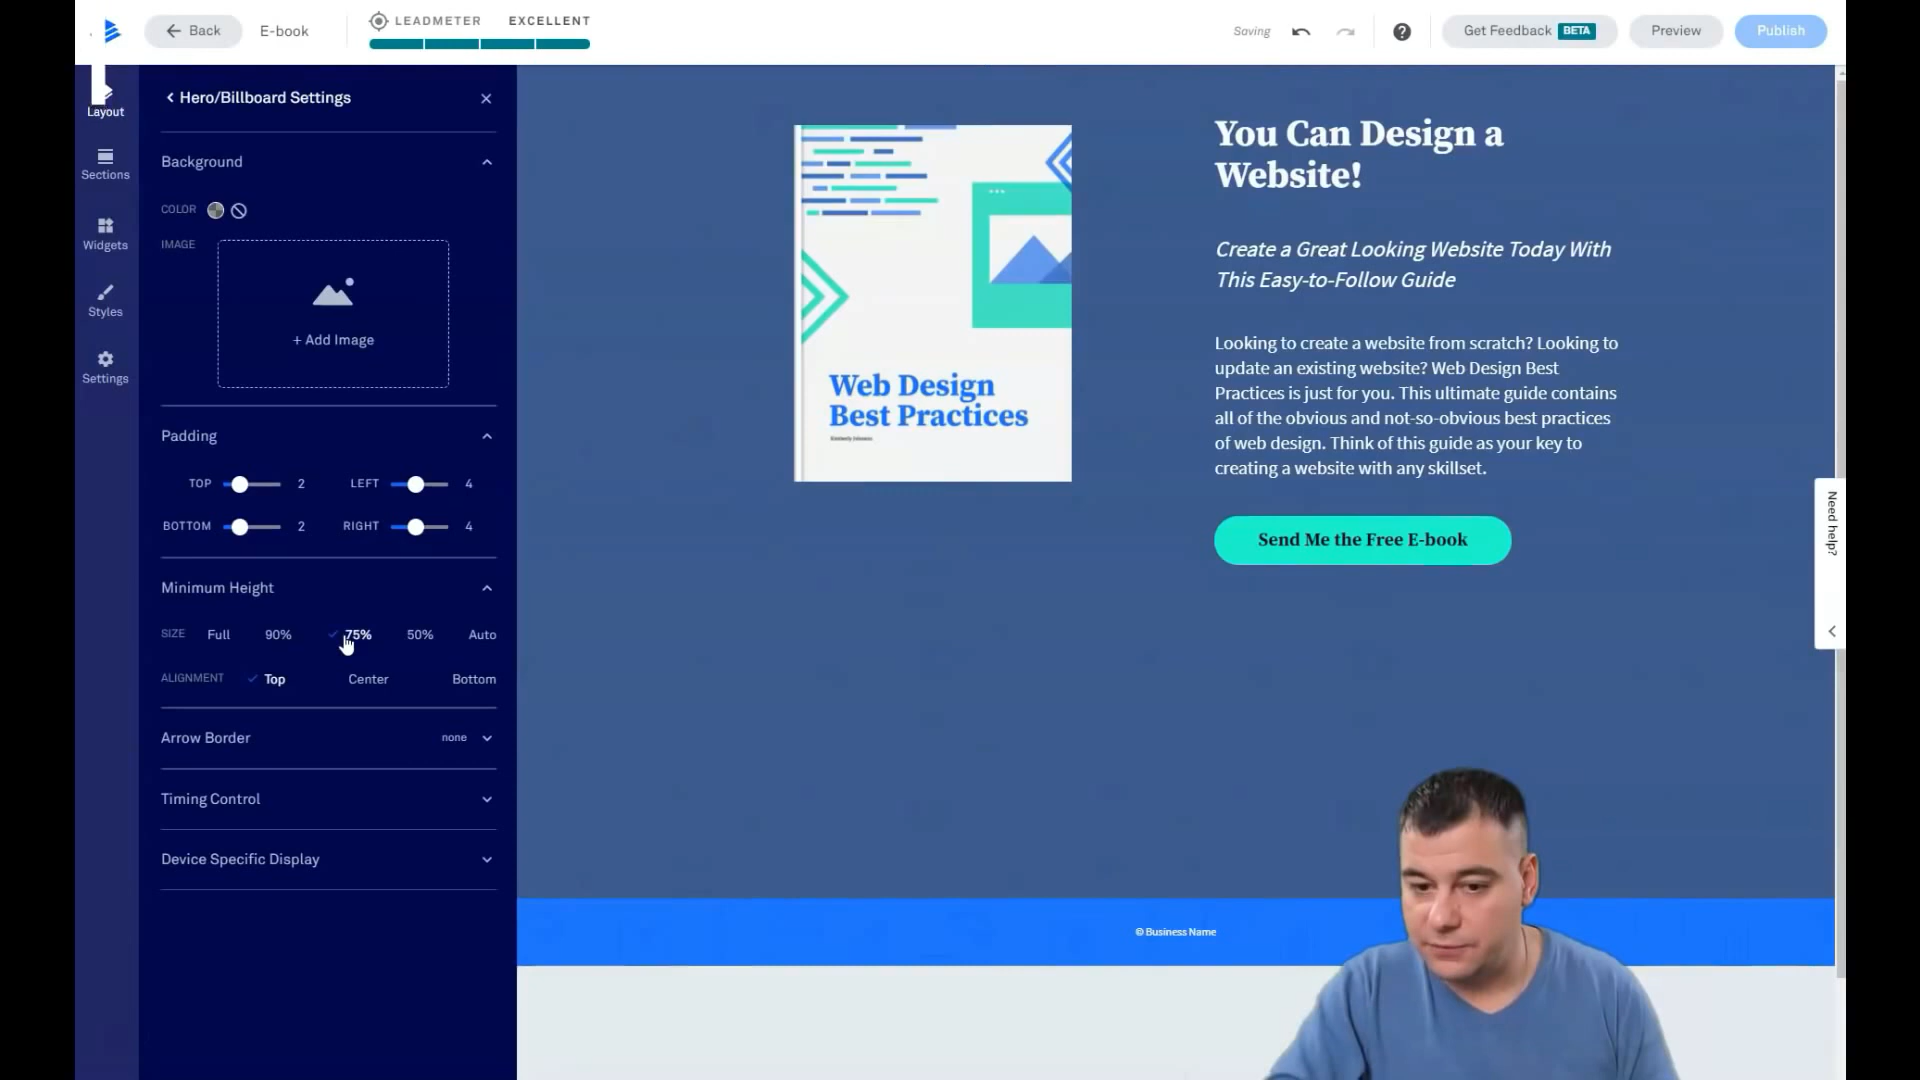 Back
E-book
LEADMETER EXCELLENT
Saving
Get Feedback BETA
Preview
Publish
Layout
Sections
Widgets
Styles
Settings
Hero/Billboard Settings
Background
COLOR
IMAGE
+ Add Image
Padding
TOP 2 LEFT 4
BOTTOM 2 RIGHT 4
Minimum Height
SIZE Full 90% 75% 50% Auto
ALIGNMENT Top Center Bottom
Arrow Border none
Timing Control
Device Specific Display
Web Design
Best Practices
Kimberly Johnson
You Can Design a
Website!
Create a Great Looking Website Today With
This Easy-to-Follow Guide
Looking to create a website from scratch? Looking to
update an existing website? Web Design Best
Practices is just for you. This ultimate guide contains
all of the obvious and not-so-obvious best practices
of web design. Think of this guide as your key to
creating a website with any skillset.
Send Me the Free E-book
Need help?
© Business Name